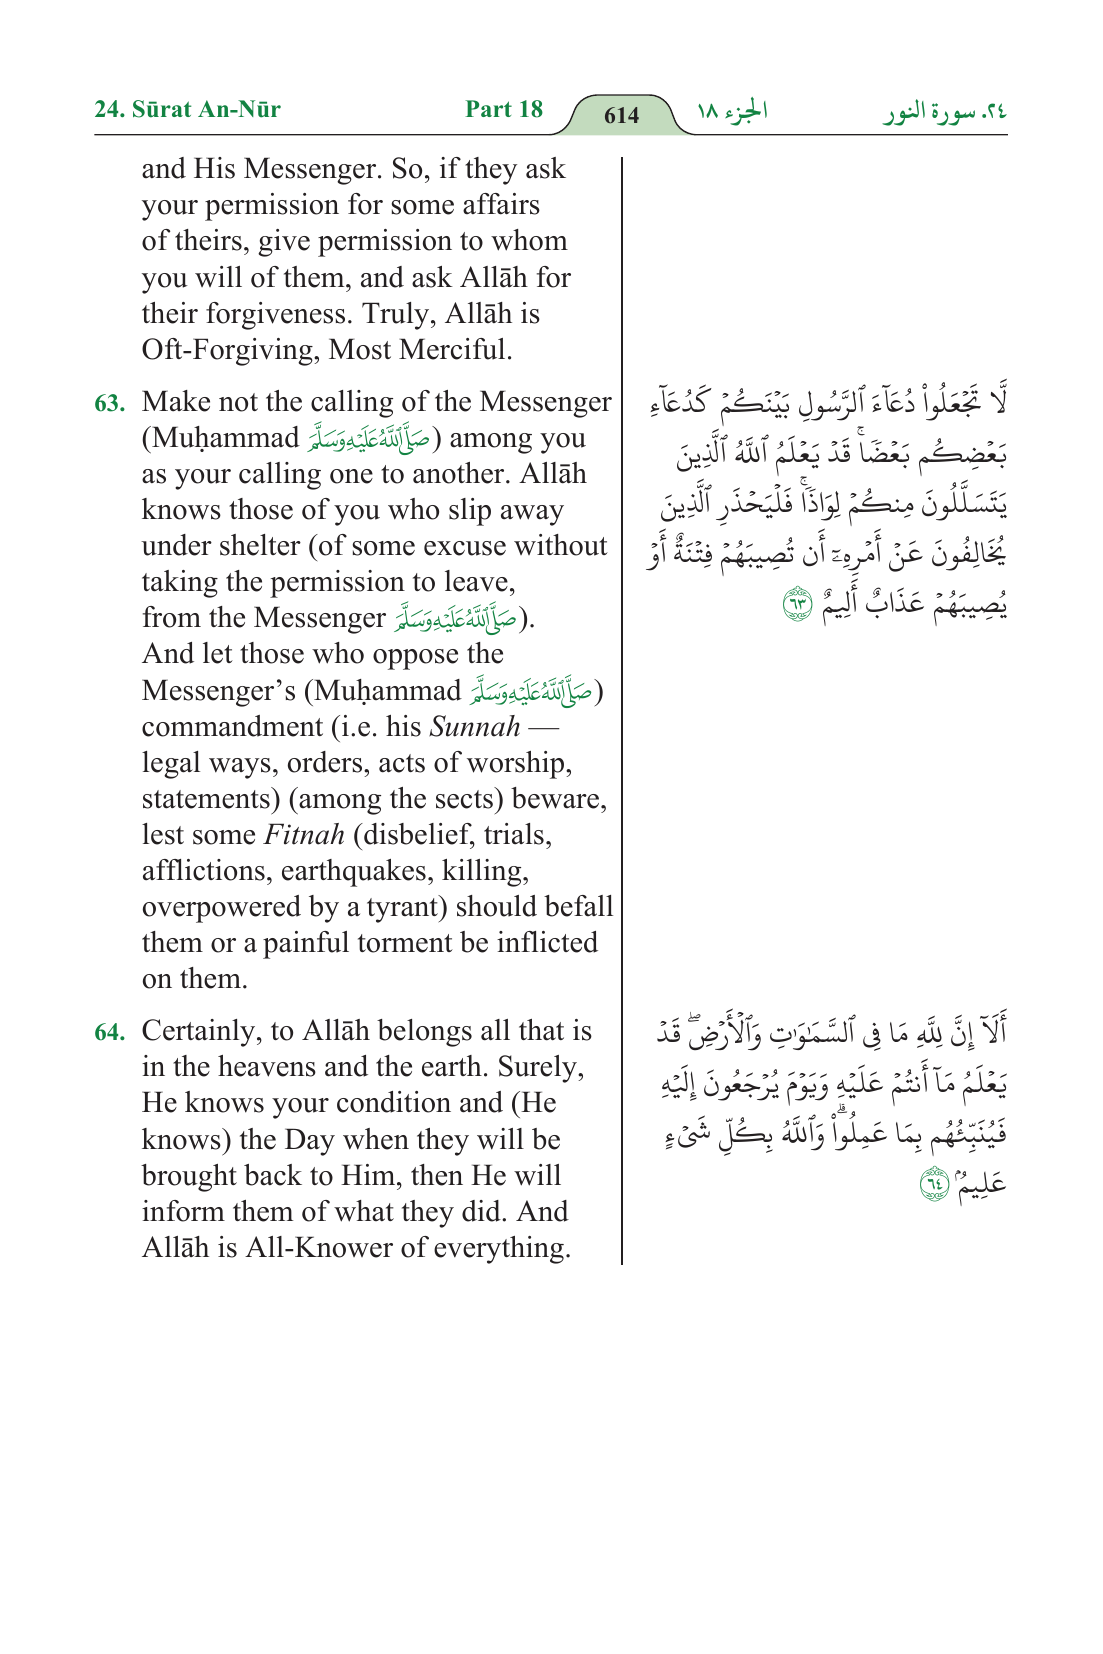 24. Sūrat An-Nūr Part 18 614 الجزء ١٨ ٢٤. سورة النور
and His Messenger. So, if they ask
your permission for some affairs
of theirs, give permission to whom
you will of them, and ask Allāh for
their forgiveness. Truly, Allāh is
Oft-Forgiving, Most Merciful.
63. Make not the calling of the Messenger
(Muḥammad صَلَّى ٱللَّهُ عَلَيْهِ وَسَلَّمَ) among you
as your calling one to another. Allāh
knows those of you who slip away
under shelter (of some excuse without
taking the permission to leave,
from the Messenger صَلَّى ٱللَّهُ عَلَيْهِ وَسَلَّمَ).
And let those who oppose the
Messenger’s (Muḥammad صَلَّى ٱللَّهُ عَلَيْهِ وَسَلَّمَ)
commandment (i.e. his Sunnah —
legal ways, orders, acts of worship,
statements) (among the sects) beware,
lest some Fitnah (disbelief, trials,
afflictions, earthquakes, killing,
overpowered by a tyrant) should befall
them or a painful torment be inflicted
on them.
لَّا تَجْعَلُوا۟ دُعَآءَ ٱلرَّسُولِ بَيْنَكُمْ كَدُعَآءِ
بَعْضِكُم بَعْضًا ۚ قَدْ يَعْلَمُ ٱللَّهُ ٱلَّذِينَ
يَتَسَلَّلُونَ مِنكُمْ لِوَاذًا ۚ فَلْيَحْذَرِ ٱلَّذِينَ
يُخَالِفُونَ عَنْ أَمْرِهِۦٓ أَن تُصِيبَهُمْ فِتْنَةٌ أَوْ
يُصِيبَهُمْ عَذَابٌ أَلِيمٌ ٦٣
64. Certainly, to Allāh belongs all that is
in the heavens and the earth. Surely,
He knows your condition and (He
knows) the Day when they will be
brought back to Him, then He will
inform them of what they did. And
Allāh is All-Knower of everything.
أَلَآ إِنَّ لِلَّهِ مَا فِى ٱلسَّمَـٰوَٰتِ وَٱلْأَرْضِ ۖ قَدْ
يَعْلَمُ مَآ أَنتُمْ عَلَيْهِ وَيَوْمَ يُرْجَعُونَ إِلَيْهِ
فَيُنَبِّئُهُم بِمَا عَمِلُوا۟ ۗ وَٱللَّهُ بِكُلِّ شَىْءٍ
عَلِيمٌۢ ٦٤